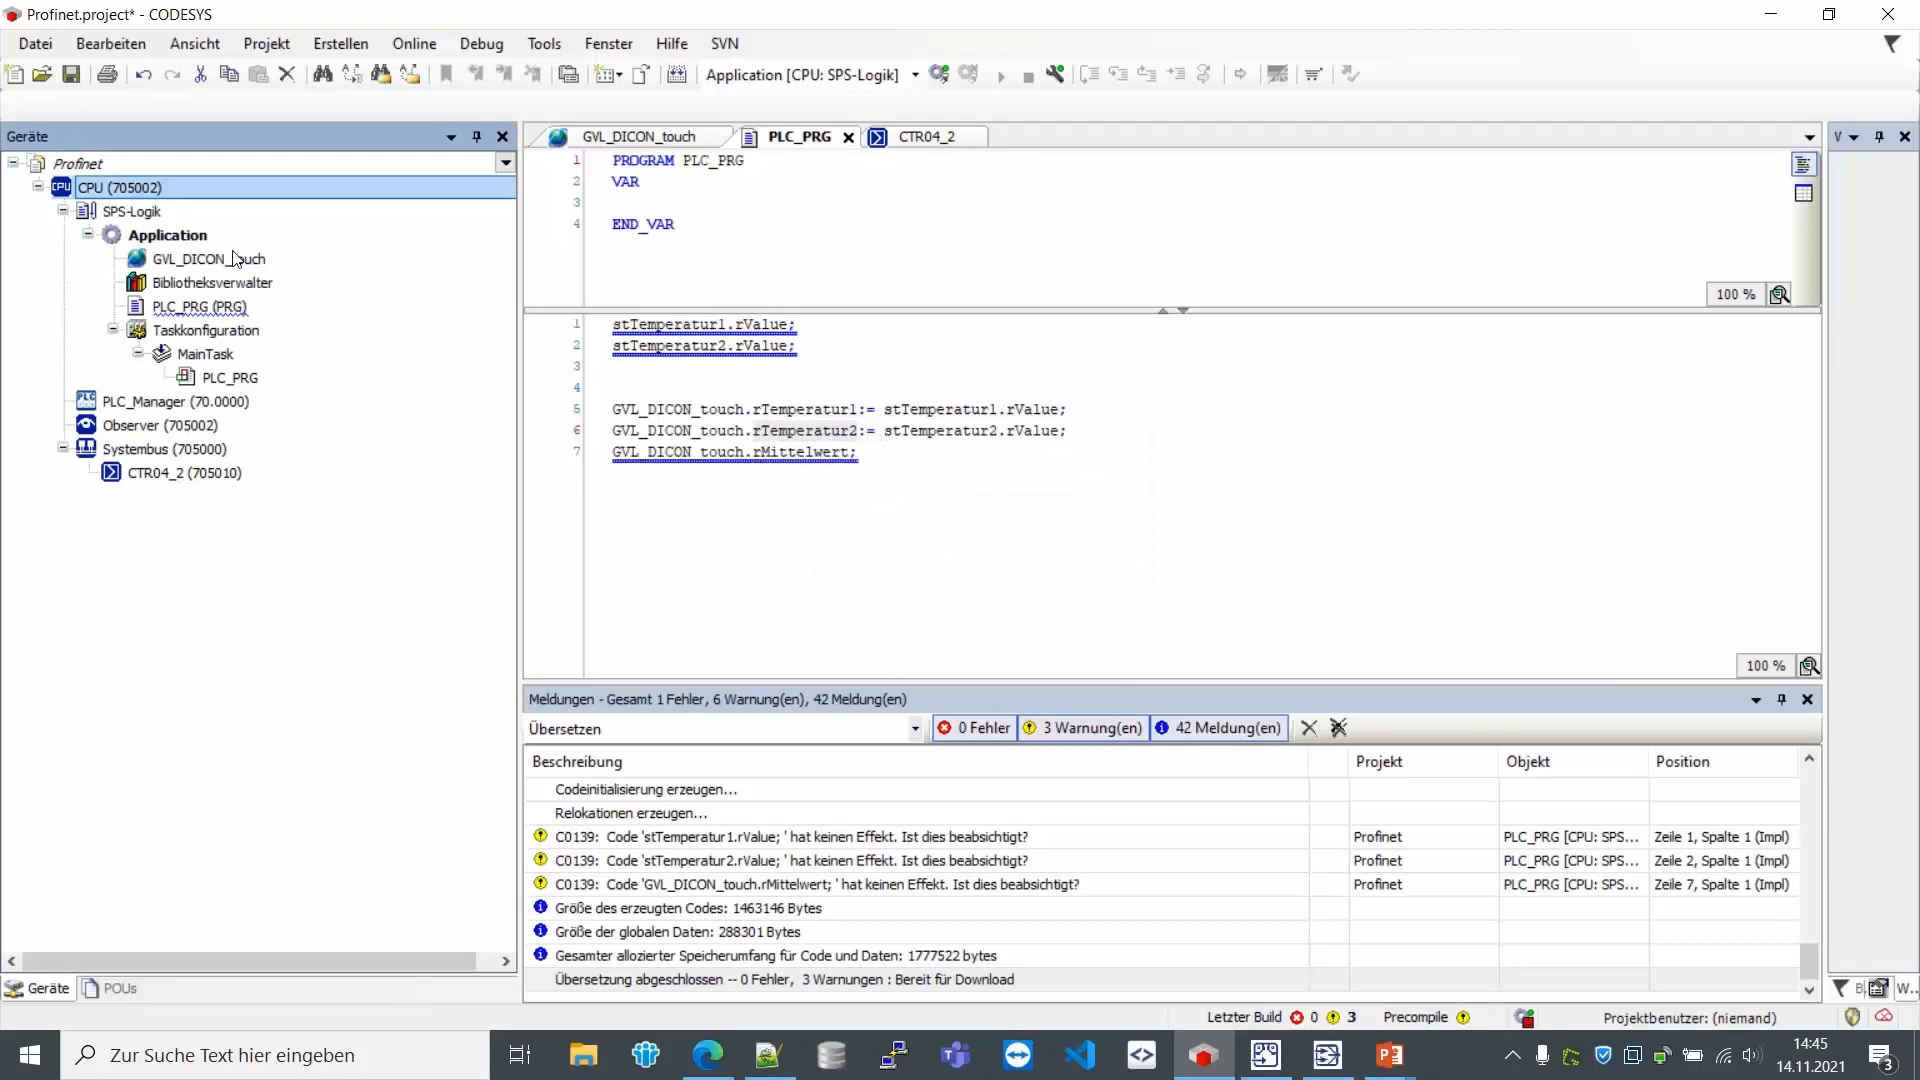 Profinet.project* - CODESYS
Datei Bearbeiten Ansicht Projekt Erstellen Online Debug Tools Fenster Hilfe SVN
Application [CPU: SPS-Logik]
Geräte
Profinet
CPU (705002)
SPS-Logik
Application
GVL_DICON_touch
Bibliotheksverwalter
PLC_PRG (PRG)
Taskkonfiguration
MainTask
PLC_PRG
PLC_Manager (70.0000)
Observer (705002)
Systembus (705000)
CTR04_2 (705010)
Geräte POUs
GVL_DICON_touch PLC_PRG CTR04_2
1 PROGRAM PLC_PRG
2 VAR
3
4 END_VAR
100 %
1 stTemperatur1.rValue;
2 stTemperatur2.rValue;
3
4
5 GVL_DICON_touch.rTemperatur1:= stTemperatur1.rValue;
6 GVL_DICON_touch.rTemperatur2:= stTemperatur2.rValue;
7 GVL_DICON_touch.rMittelwert;
100 %
Meldungen - Gesamt 1 Fehler, 6 Warnung(en), 42 Meldung(en)
Übersetzen 0 Fehler 3 Warnung(en) 42 Meldung(en)
Beschreibung Projekt Objekt Position
Codeinitialisierung erzeugen...
Relokationen erzeugen...
C0139: Code 'stTemperatur1.rValue; ' hat keinen Effekt. Ist dies beabsichtigt? Profinet PLC_PRG [CPU: SPS... Zeile 1, Spalte 1 (Impl)
C0139: Code 'stTemperatur2.rValue; ' hat keinen Effekt. Ist dies beabsichtigt? Profinet PLC_PRG [CPU: SPS... Zeile 2, Spalte 1 (Impl)
C0139: Code 'GVL_DICON_touch.rMittelwert; ' hat keinen Effekt. Ist dies beabsichtigt? Profinet PLC_PRG [CPU: SPS... Zeile 7, Spalte 1 (Impl)
Größe des erzeugten Codes: 1463146 Bytes
Größe der globalen Daten: 288301 Bytes
Gesamter allozierter Speicherumfang für Code und Daten: 1777522 bytes
Übersetzung abgeschlossen -- 0 Fehler, 3 Warnungen : Bereit für Download
V
B. W..
Letzter Build 0 3 Precompile Projektbenutzer: (niemand)
Zur Suche Text hier eingeben
14:45
14.11.2021
3